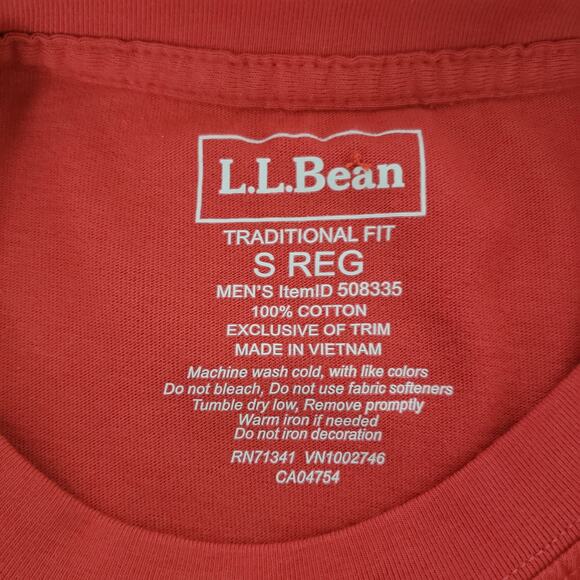 L.L.Bean
TRADITIONAL FIT
S REG
MEN'S ItemID 508335
100% COTTON
EXCLUSIVE OF TRIM
MADE IN VIETNAM
Machine wash cold, with like colors
Do not bleach, Do not use fabric softeners
Tumble dry low, Remove promptly
Warm iron if needed
Do not iron decoration
RN71341 VN1002746
CA04754